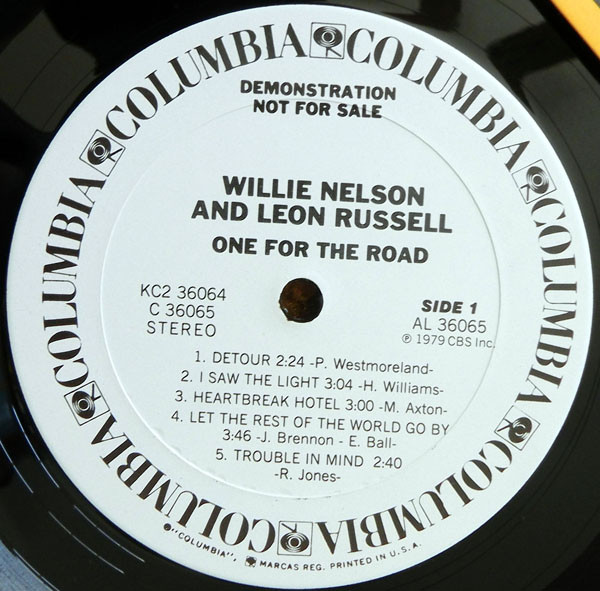 COLUMBIA COLUMBIA COLUMBIA COLUMBIA COLUMBIA COLUMBIA COLUMBIA COLUMBIA
DEMONSTRATION
NOT FOR SALE
WILLIE NELSON
AND LEON RUSSELL
ONE FOR THE ROAD
KC2 36064
C 36065
STEREO
SIDE 1
AL 36065
℗ 1979 CBS Inc.
1. DETOUR 2:24 -P. Westmoreland-
2. I SAW THE LIGHT 3:04 -H. Williams-
3. HEARTBREAK HOTEL 3:00 -M. Axton-
4. LET THE REST OF THE WORLD GO BY
3:46 -J. Brennon - E. Ball-
5. TROUBLE IN MIND 2:40
-R. Jones-
"COLUMBIA", MARCAS REG. PRINTED IN U.S.A.